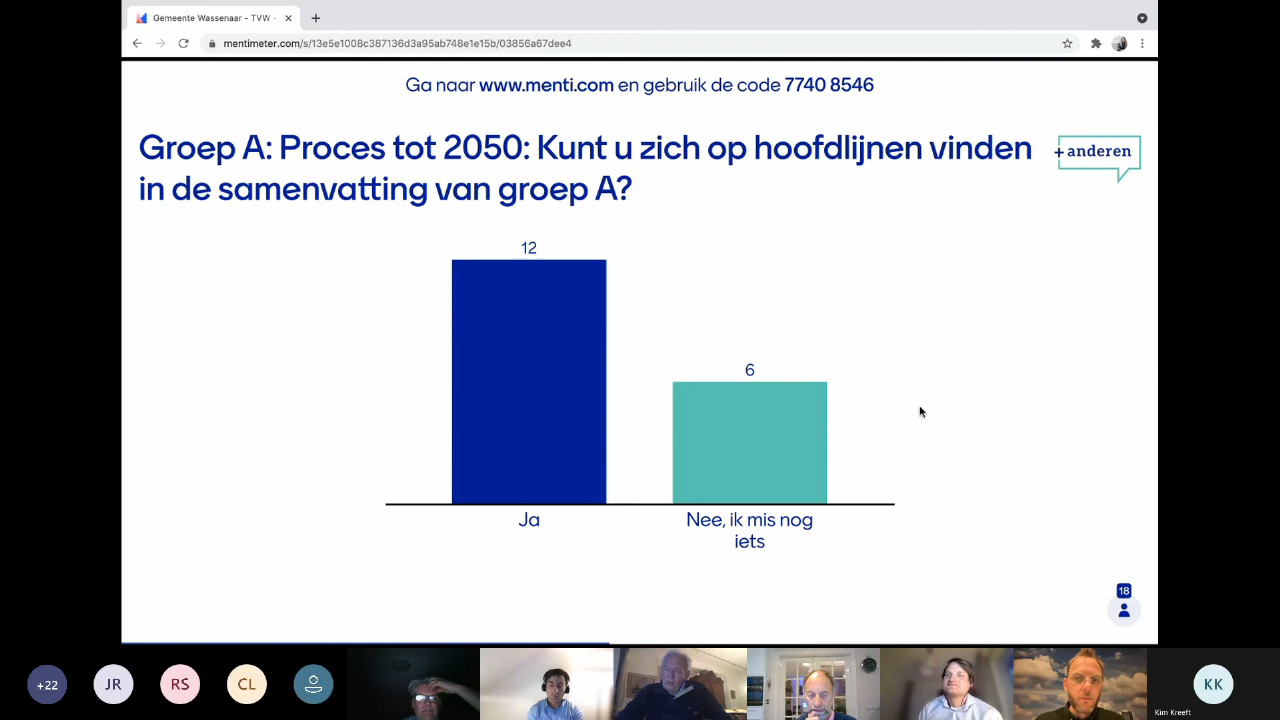 Gemeente Wassenaar - TVW -
mentimeter.com/s/13e5e1008c387136d3a95ab748e1e15b/03856a67dee4
Ga naar www.menti.com en gebruik de code 7740 8546
Groep A: Proces tot 2050: Kunt u zich op hoofdlijnen vinden
in de samenvatting van groep A?
+anderen
12
6
Ja
Nee, ik mis nog
iets
18
+22
JR
RS
CL
KK
Kim Kreeft